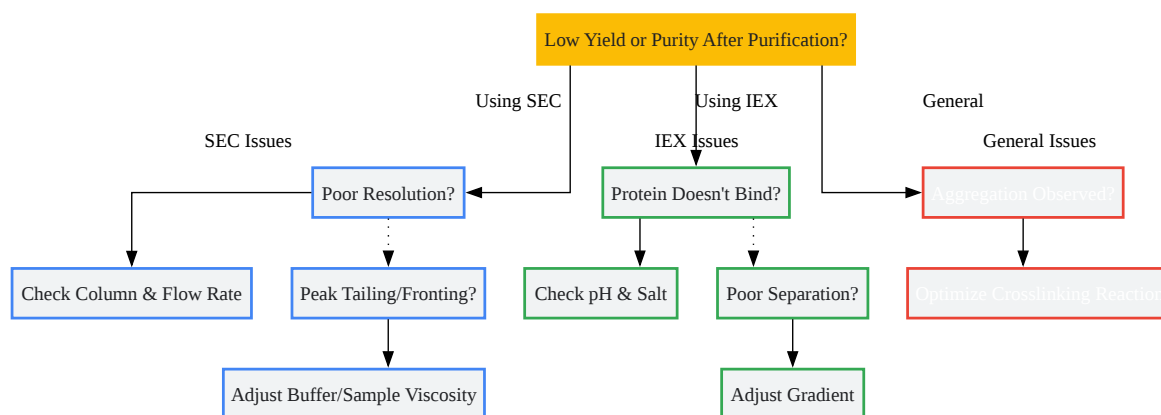 Low Yield or Purity After Purification?
Using SEC
Using IEX
General
SEC Issues
IEX Issues
General Issues
Poor Resolution?
Protein Doesn't Bind?
Aggregation Observed?
Check Column & Flow Rate
Peak Tailing/Fronting?
Check pH & Salt
Poor Separation?
Optimize Crosslinking Reaction
Adjust Buffer/Sample Viscosity
Adjust Gradient